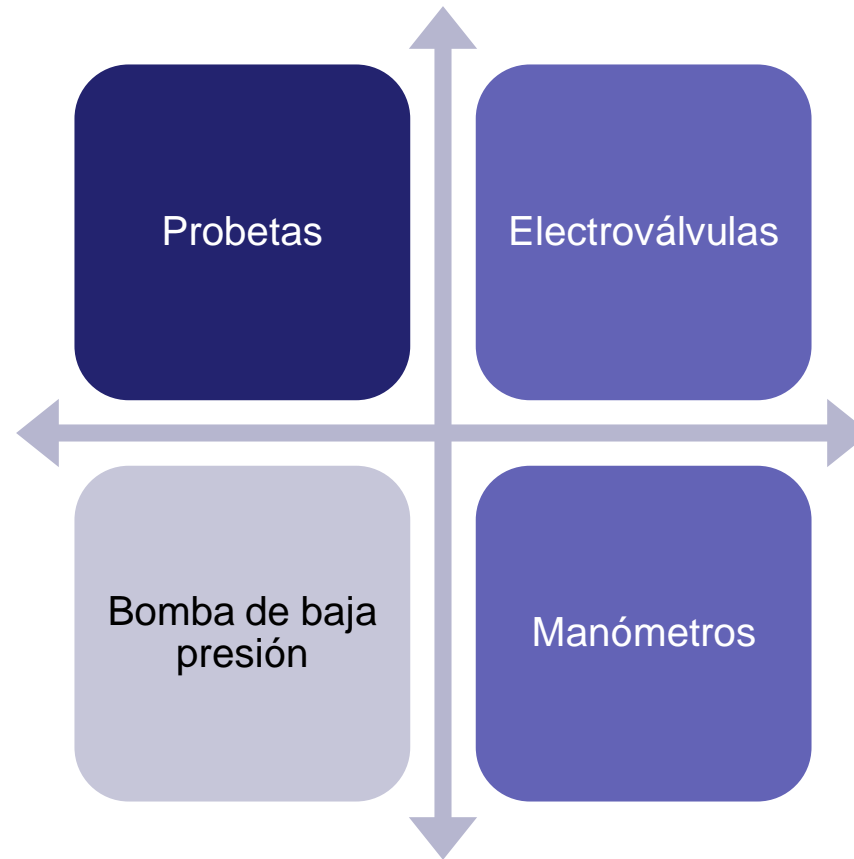 Probetas
Electroválvulas
Bomba de baja
presión
Manómetros